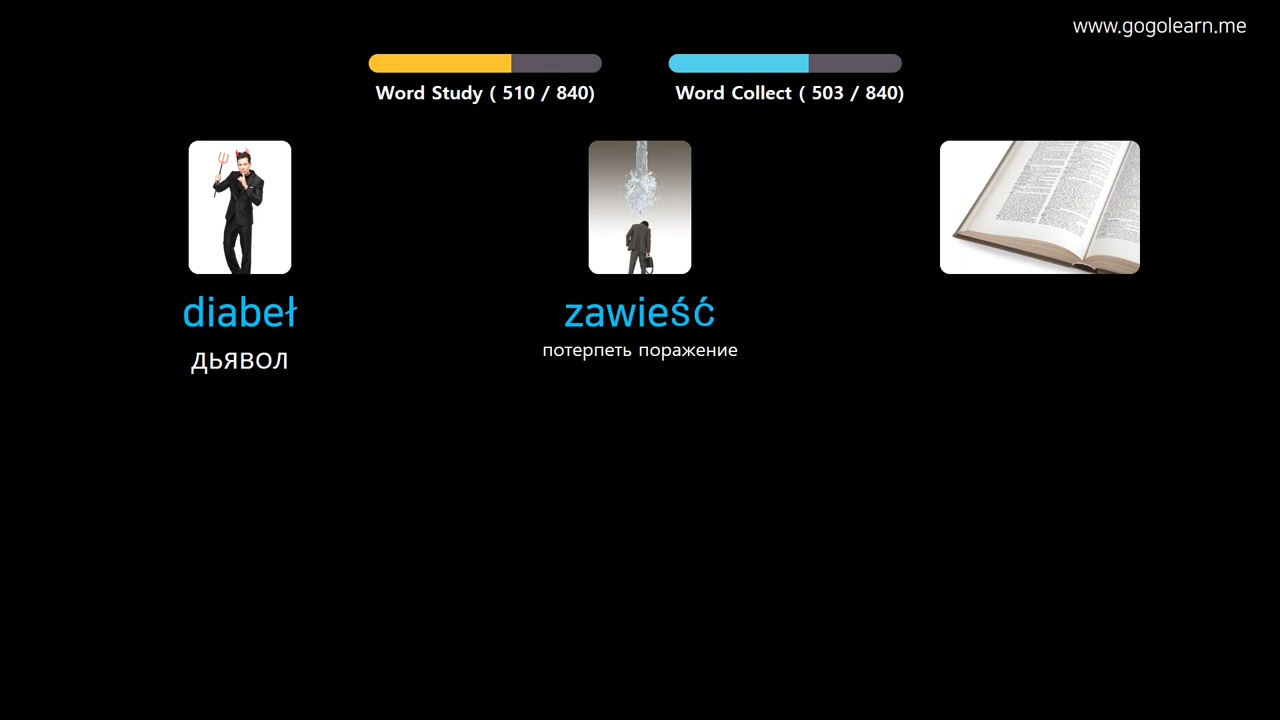 www.gogolearn.me
Word Study ( 510 / 840)
Word Collect ( 503 / 840)
diabeł
дьявол
zawieść
потерпеть поражение